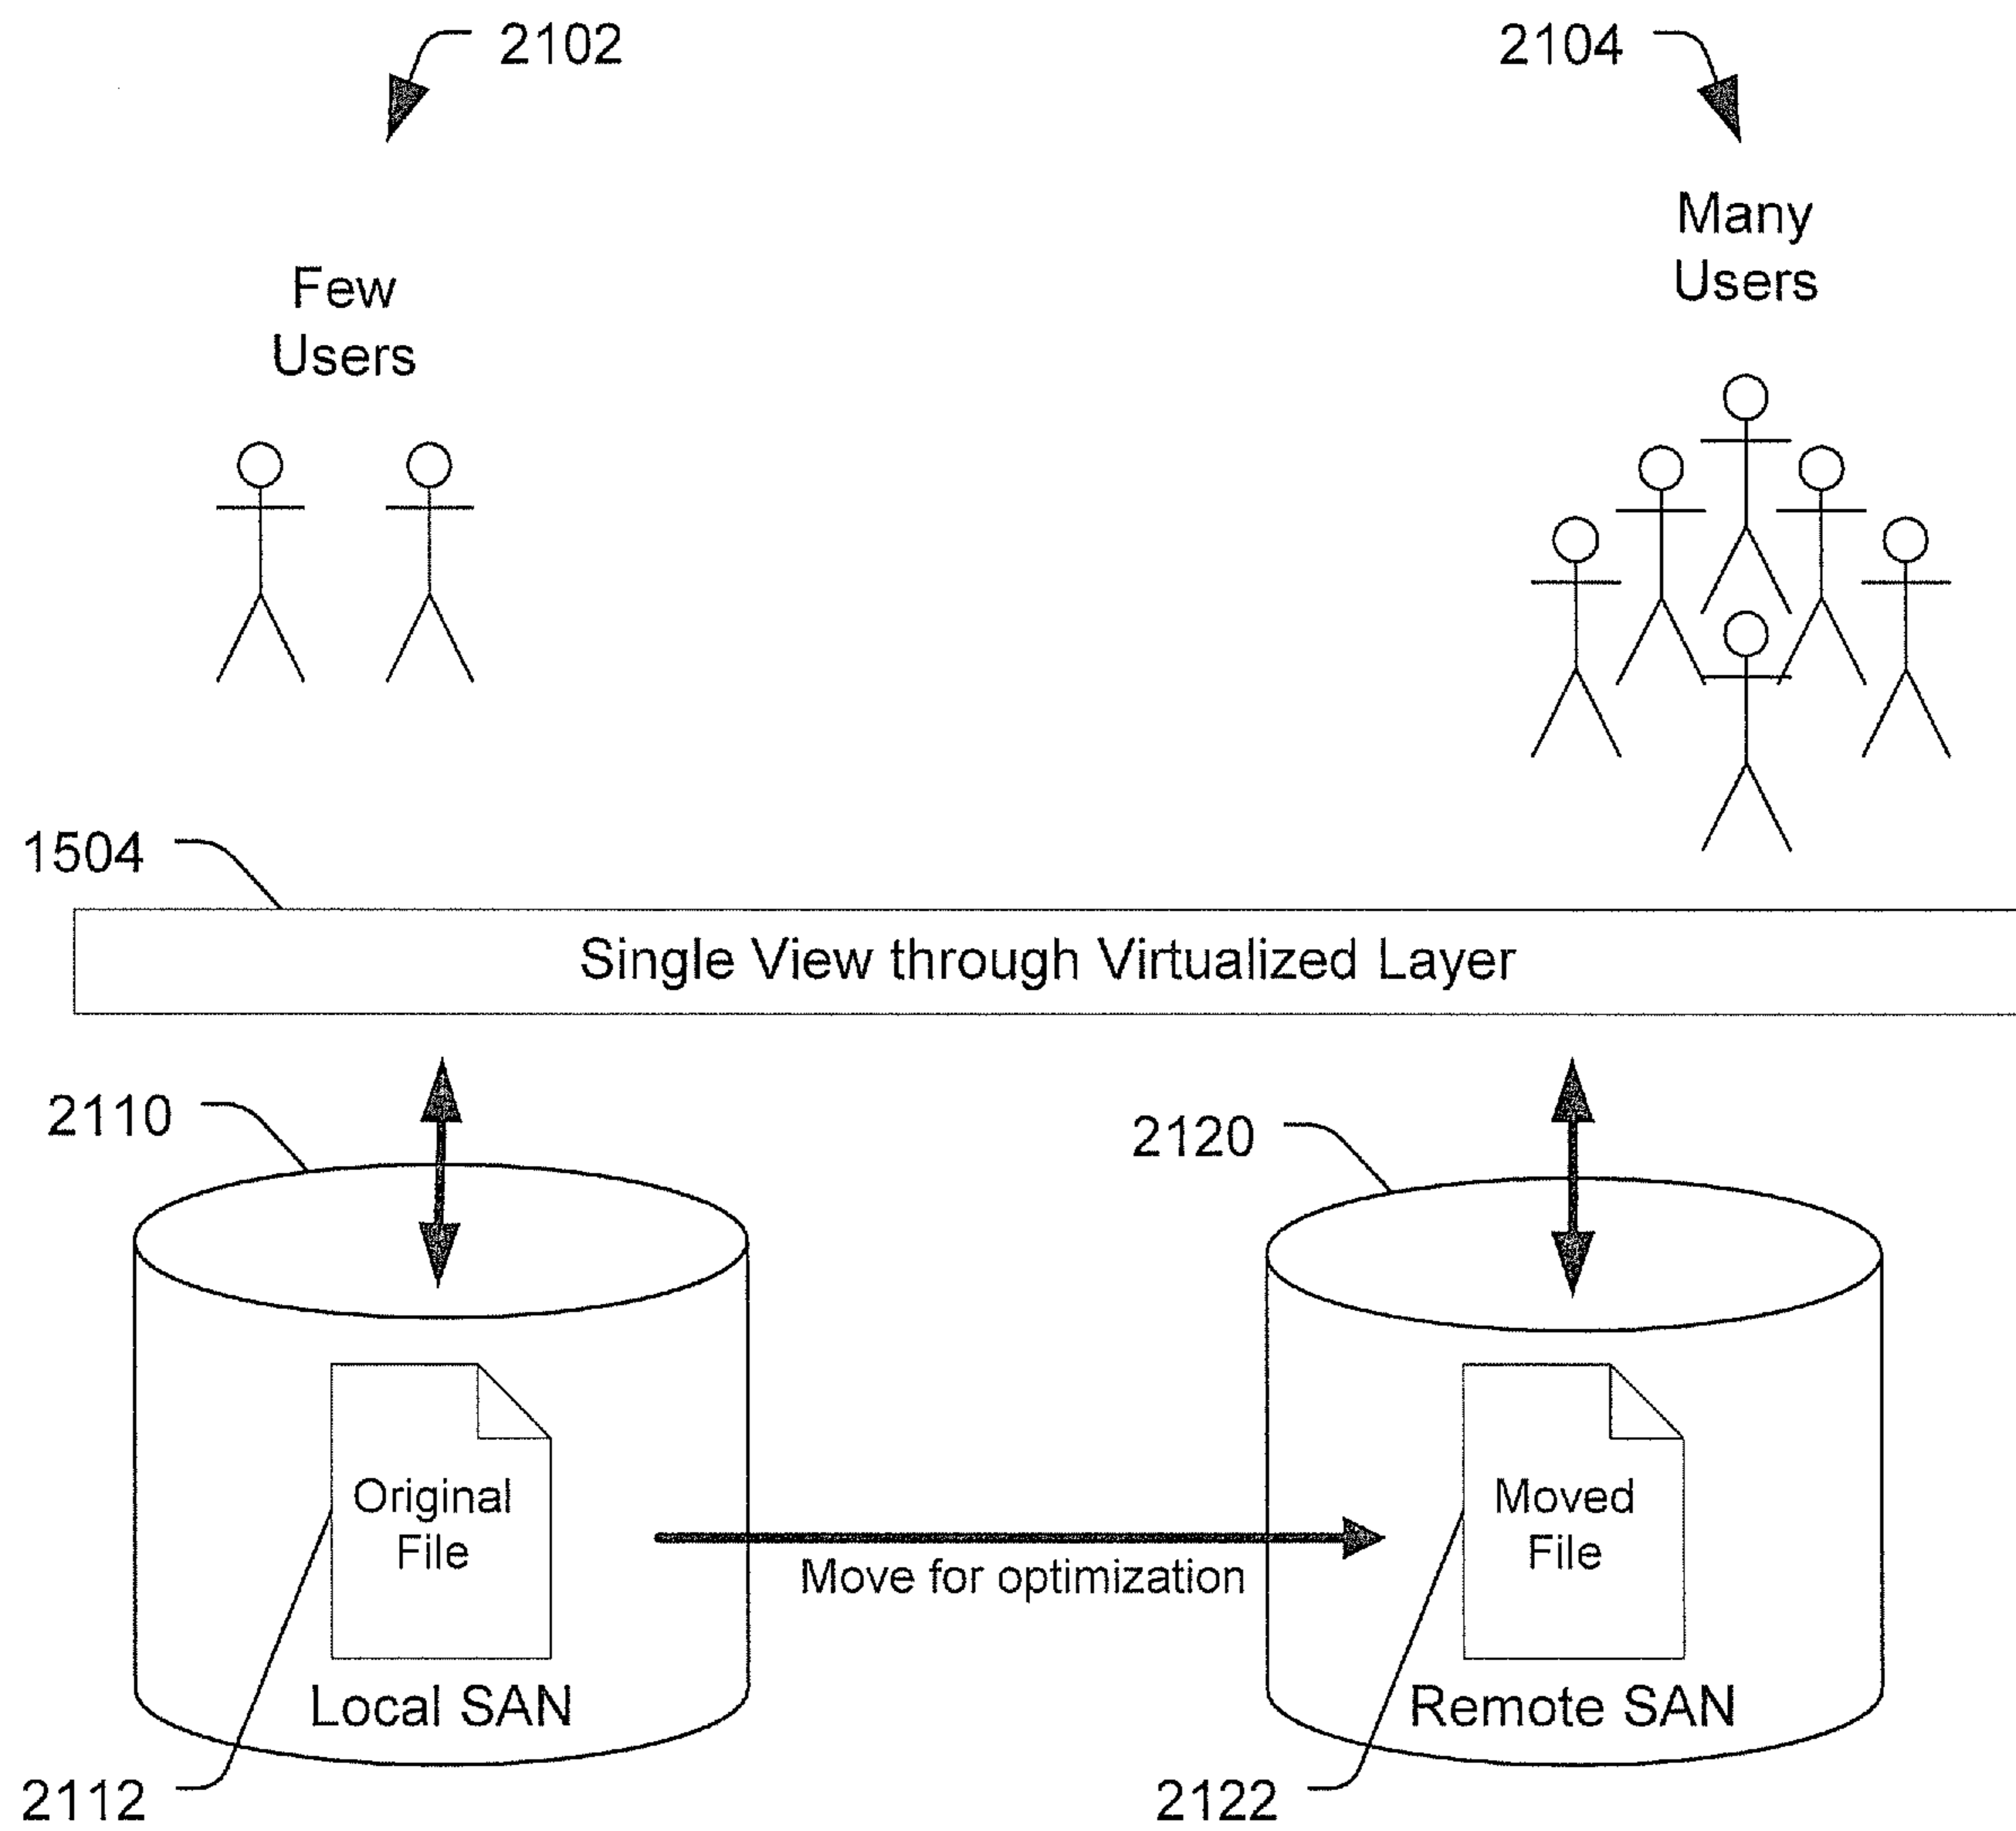 2102
2104
Few
Users
Many
Users
1504
Single View through Virtualized Layer
2110
2120
Original
File
Moved
File
Move for optimization
Local SAN
Remote SAN
2112
2122